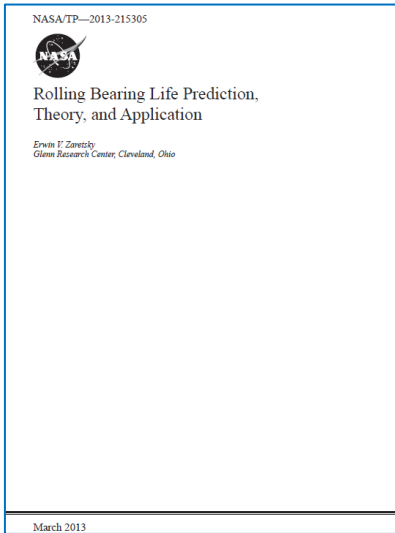 NASA/TP—2013-215305
NASA
Rolling Bearing Life Prediction,
Theory, and Application
Erwin V. Zaretsky
Glenn Research Center, Cleveland, Ohio
March 2013